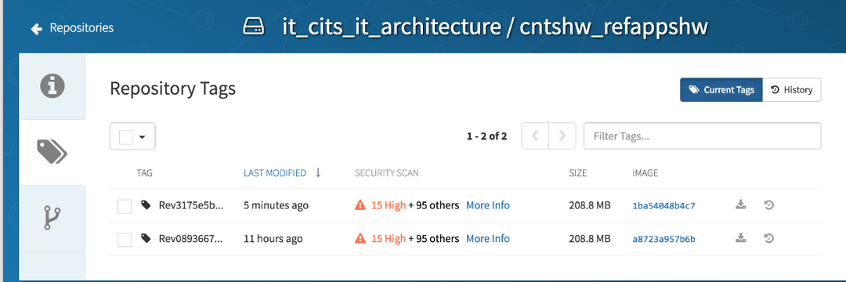 Repositories
it_cits_it_architecture / cntshw_refappshw
Repository Tags
Current Tags
History
1 - 2 of 2
Filter Tags...
TAG LAST MODIFIED ↓ SECURITY SCAN SIZE IMAGE
Rev3175e5b... 5 minutes ago 15 High + 95 others More Info 208.8 MB 1ba54048b4c7
Rev0893667... 11 hours ago 15 High + 95 others More Info 208.8 MB a8723a957b6b